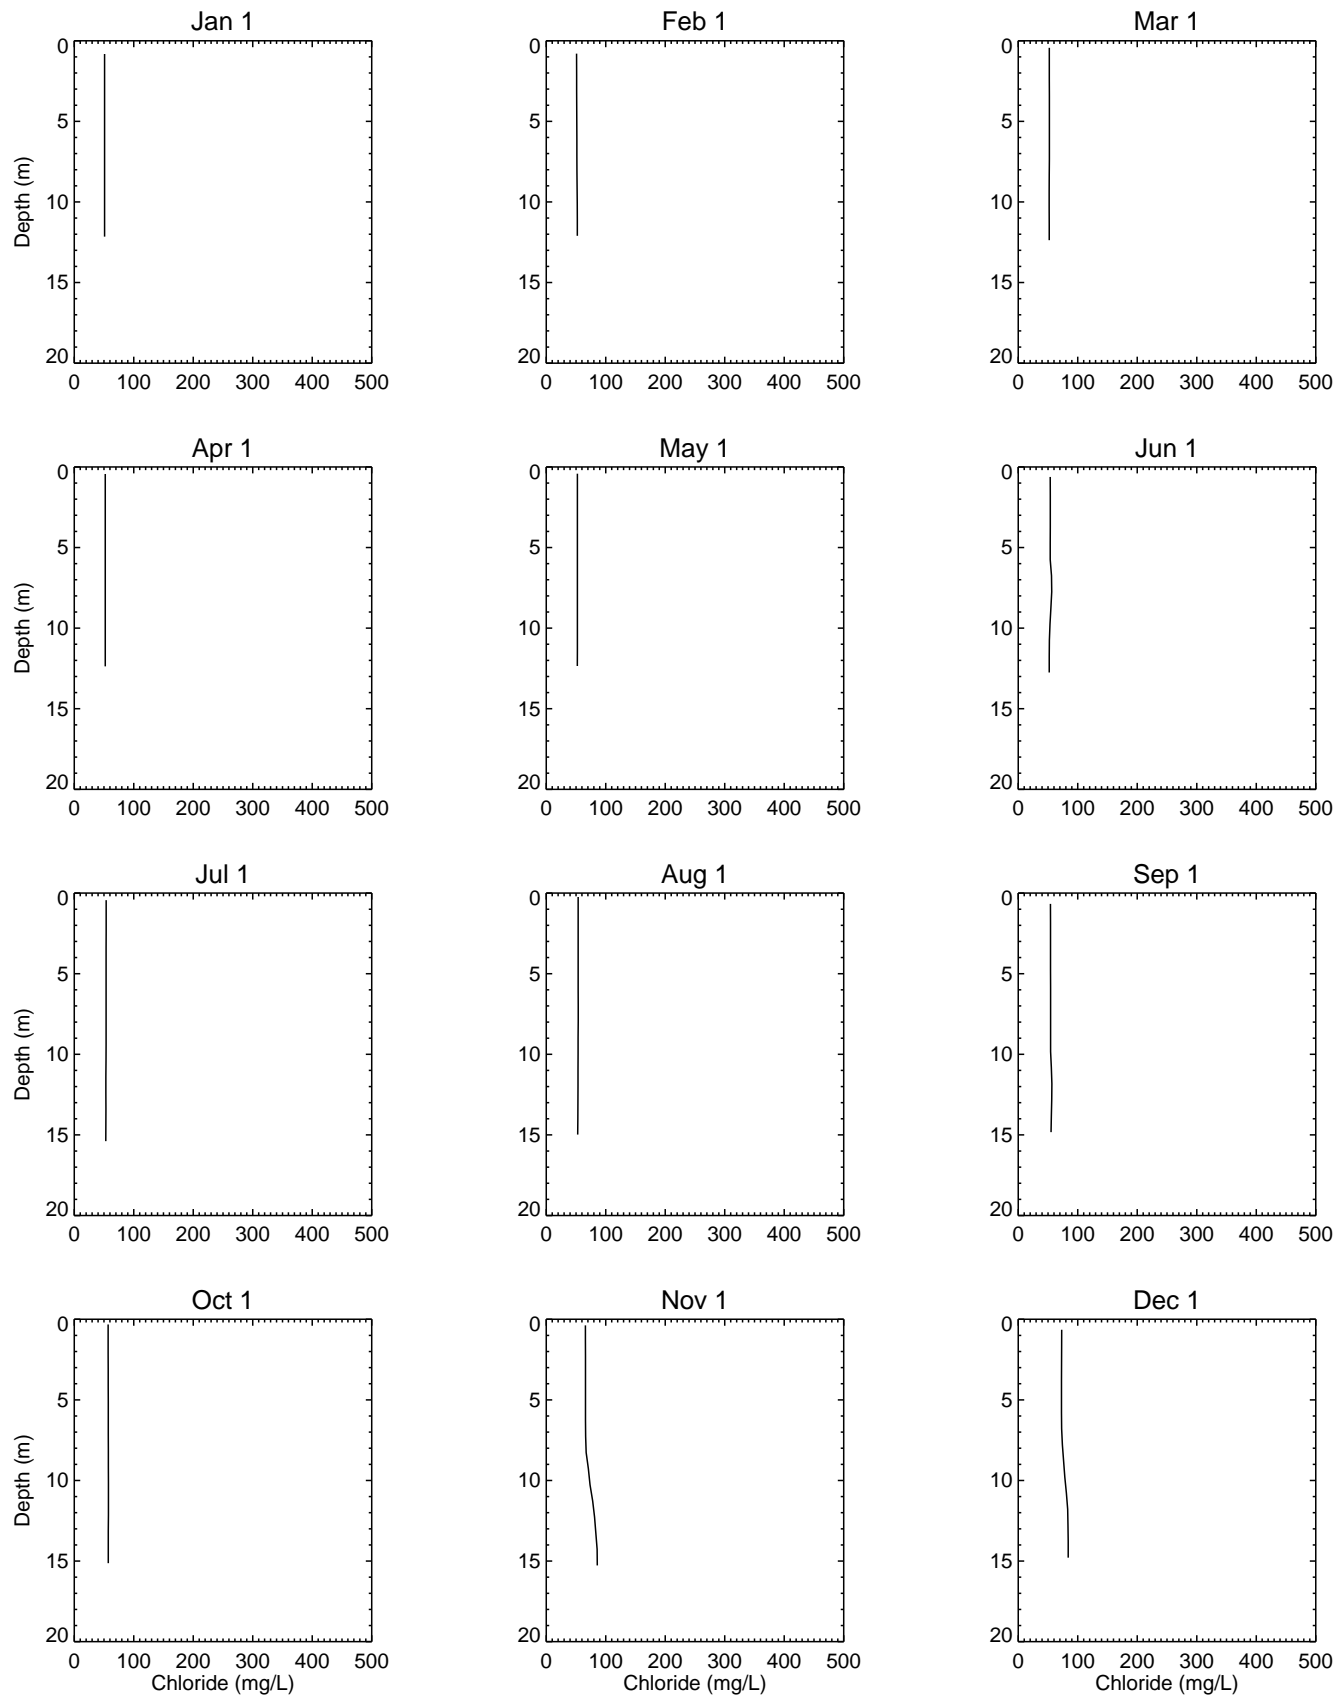 Jan 1 Feb 1 Mar 1
0 0 0
5 5 5
Depth (m)
10 10 10
15 15 15
20 20 20
0 100 200 300 400 500 0 100 200 300 400 500 0 100 200 300 400 500
Apr 1 May 1 Jun 1
0 0 0
5 5 5
Depth (m)
10 10 10
15 15 15
20 20 20
0 100 200 300 400 500 0 100 200 300 400 500 0 100 200 300 400 500
Jul 1 Aug 1 Sep 1
0 0 0
5 5 5
Depth (m)
10 10 10
15 15 15
20 20 20
0 100 200 300 400 500 0 100 200 300 400 500 0 100 200 300 400 500
Oct 1 Nov 1 Dec 1
0 0 0
5 5 5
Depth (m)
10 10 10
15 15 15
20 20 20
0 100 200 300 400 500 0 100 200 300 400 500 0 100 200 300 400 500
Chloride (mg/L) Chloride (mg/L) Chloride (mg/L)